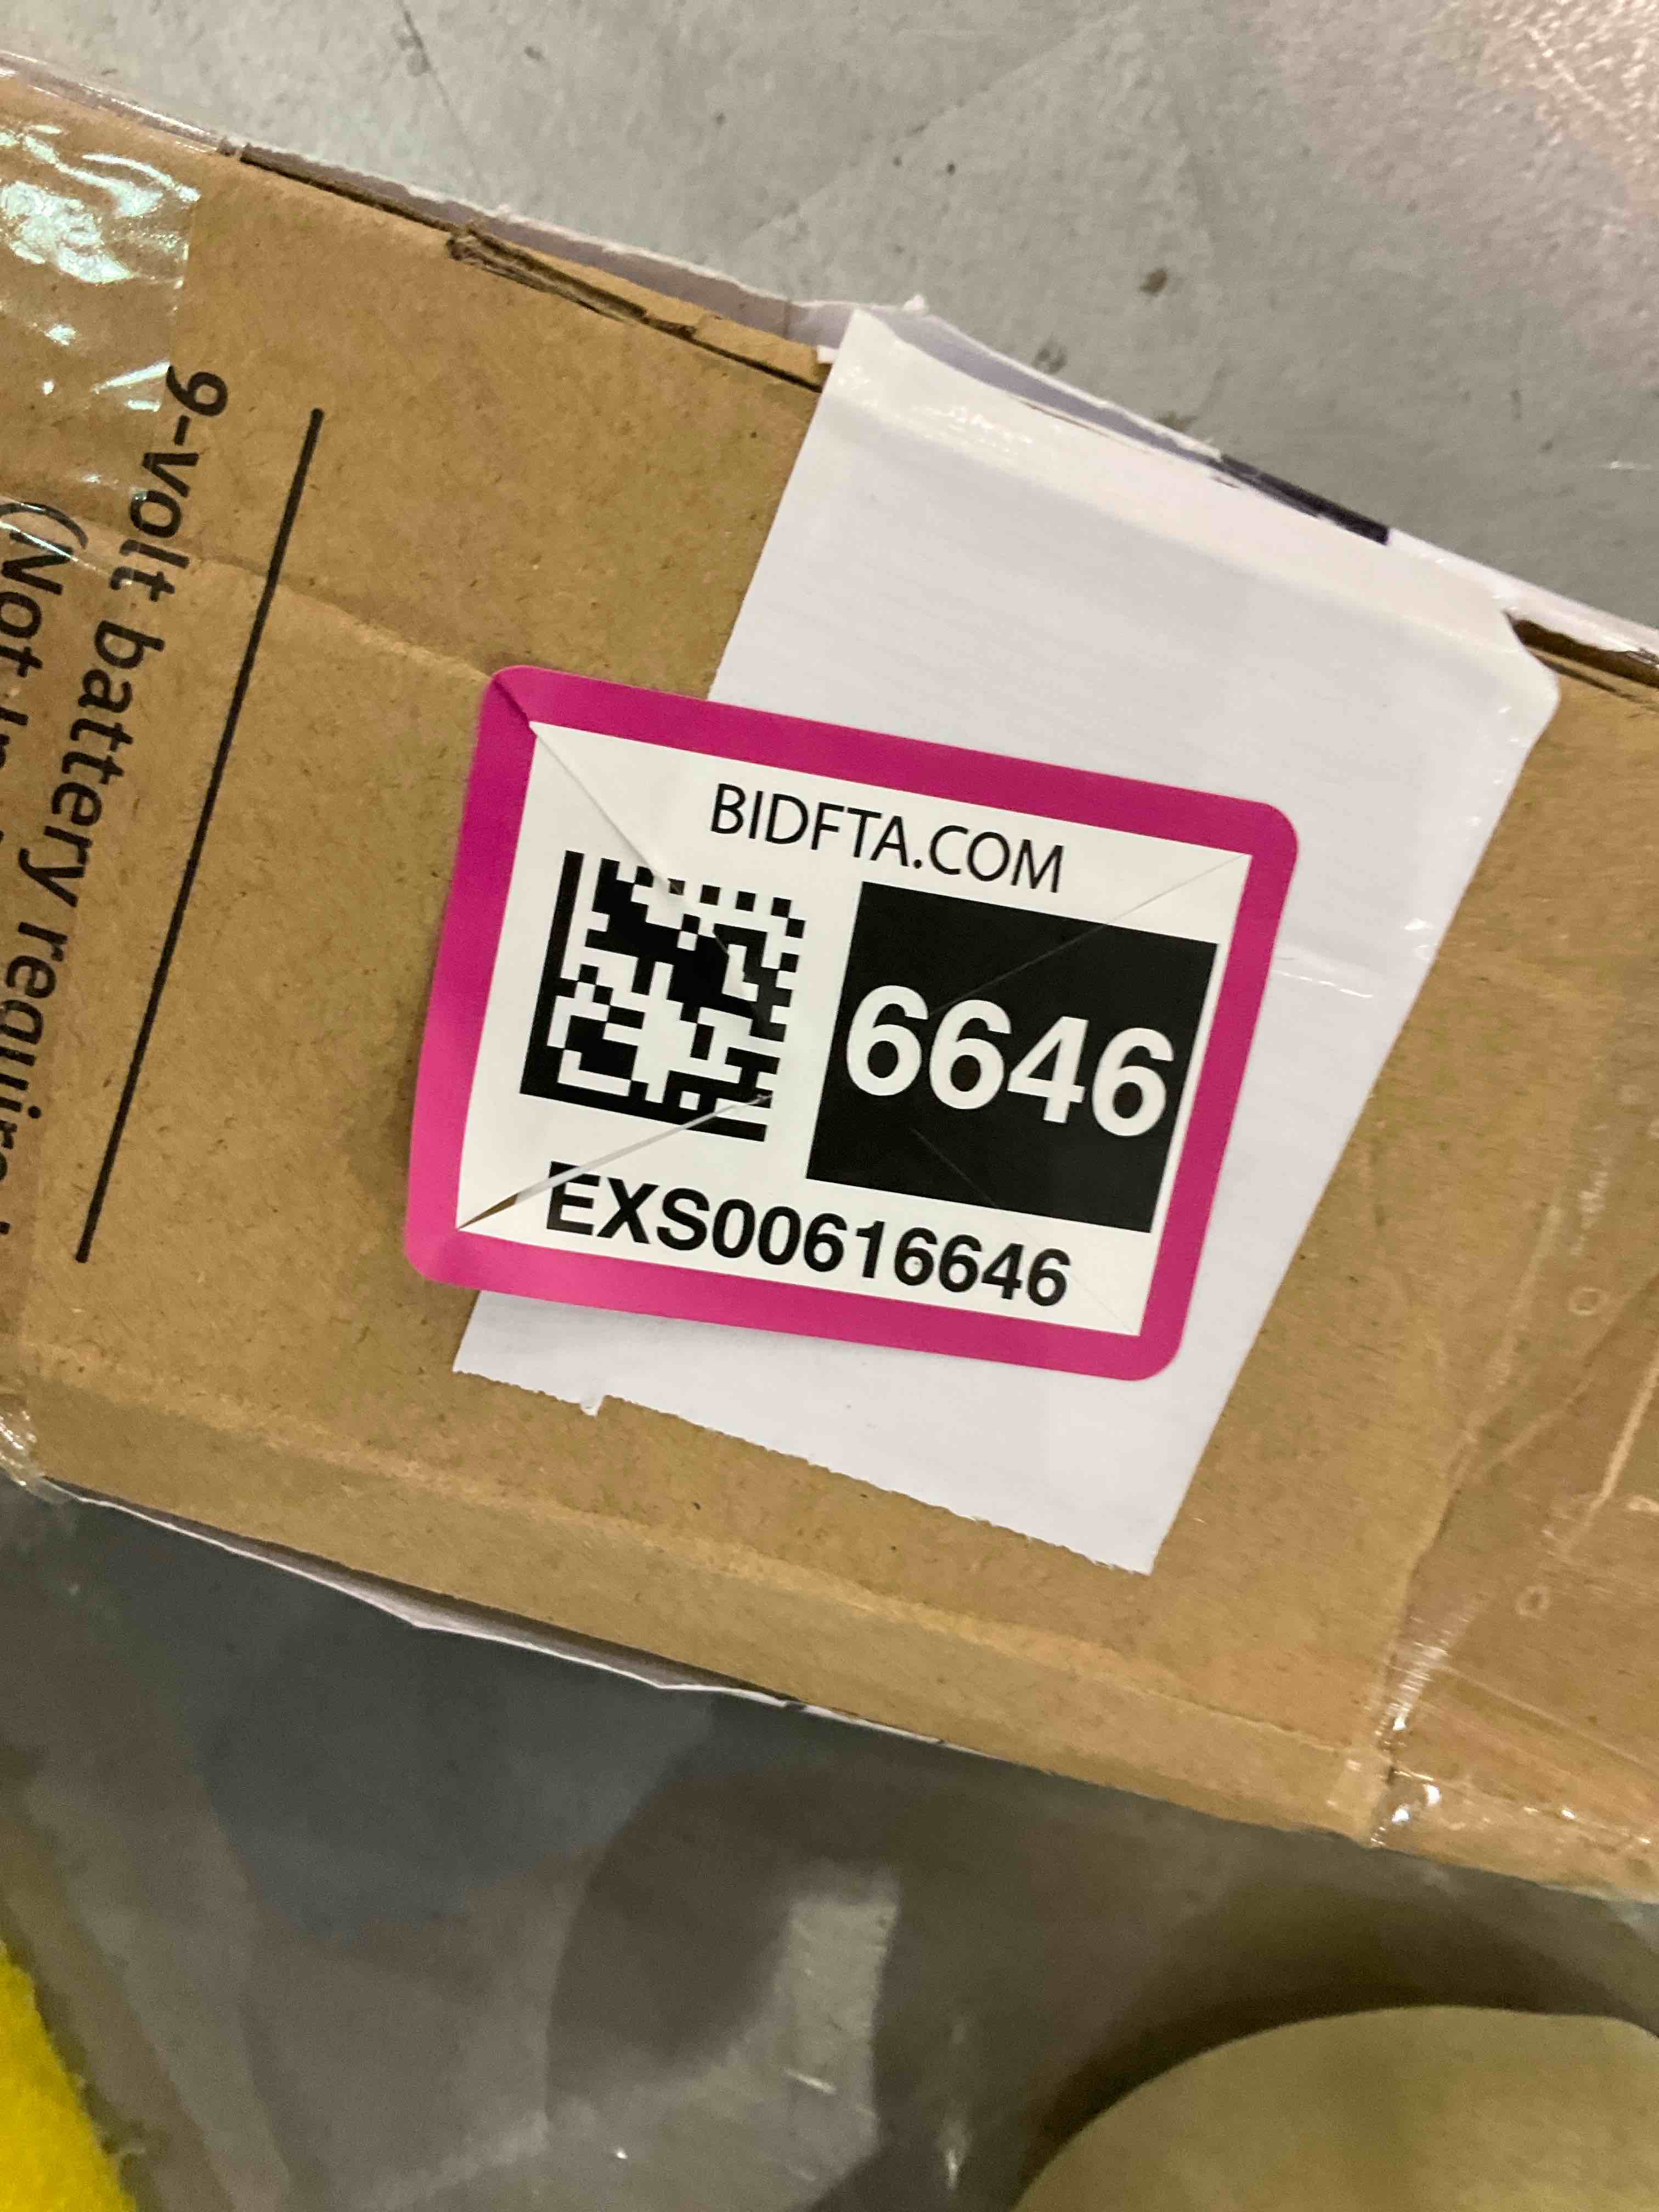 BIDFTA.COM
6646
EXS00616646
9-volt battery
(Not